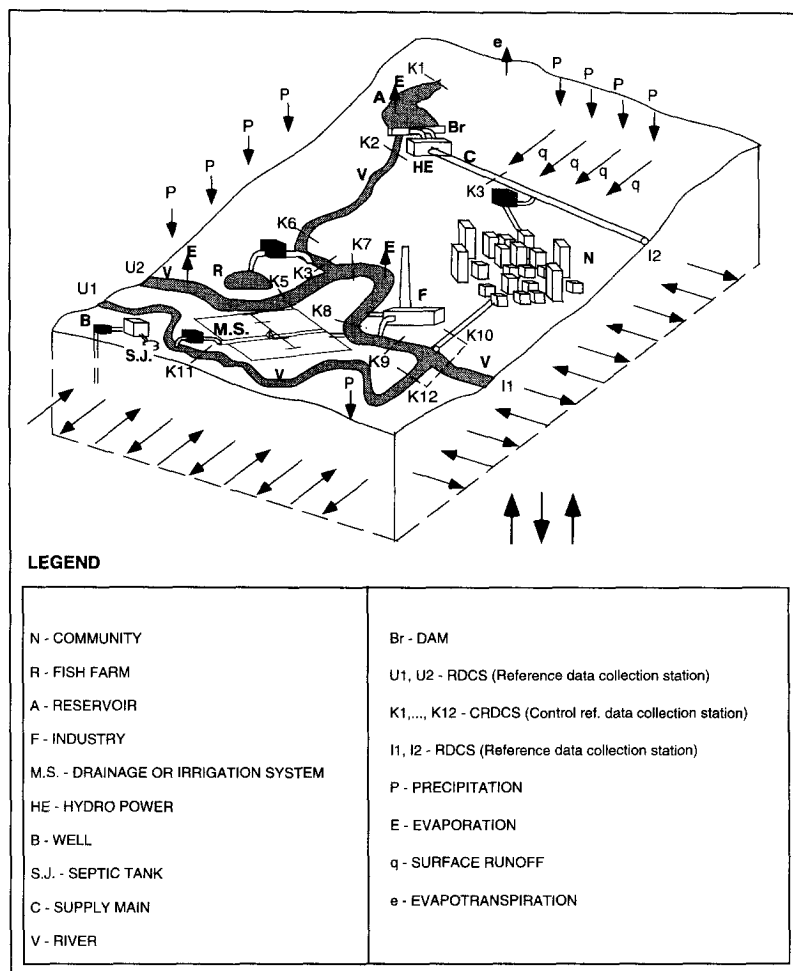 e
P
P
P
P
K1
E
A
P
P
P
P
Br
K2
HE
C
q
q
q
q
V
K3
K6
E
K7
N
I2
U2
V
E
R
K3
K5
U1
F
B
M.S.
K8
K10
S.J.
K9
V
K11
V
P
K12
I1
LEGEND
N - COMMUNITY
R - FISH FARM
A - RESERVOIR
F - INDUSTRY
M.S. - DRAINAGE OR IRRIGATION SYSTEM
HE - HYDRO POWER
B - WELL
S.J. - SEPTIC TANK
C - SUPPLY MAIN
V - RIVER
Br - DAM
U1, U2 - RDCS (Reference data collection station)
K1,..., K12 - CRDCS (Control ref. data collection station)
I1, I2 - RDCS (Reference data collection station)
P - PRECIPITATION
E - EVAPORATION
q - SURFACE RUNOFF
e - EVAPOTRANSPIRATION